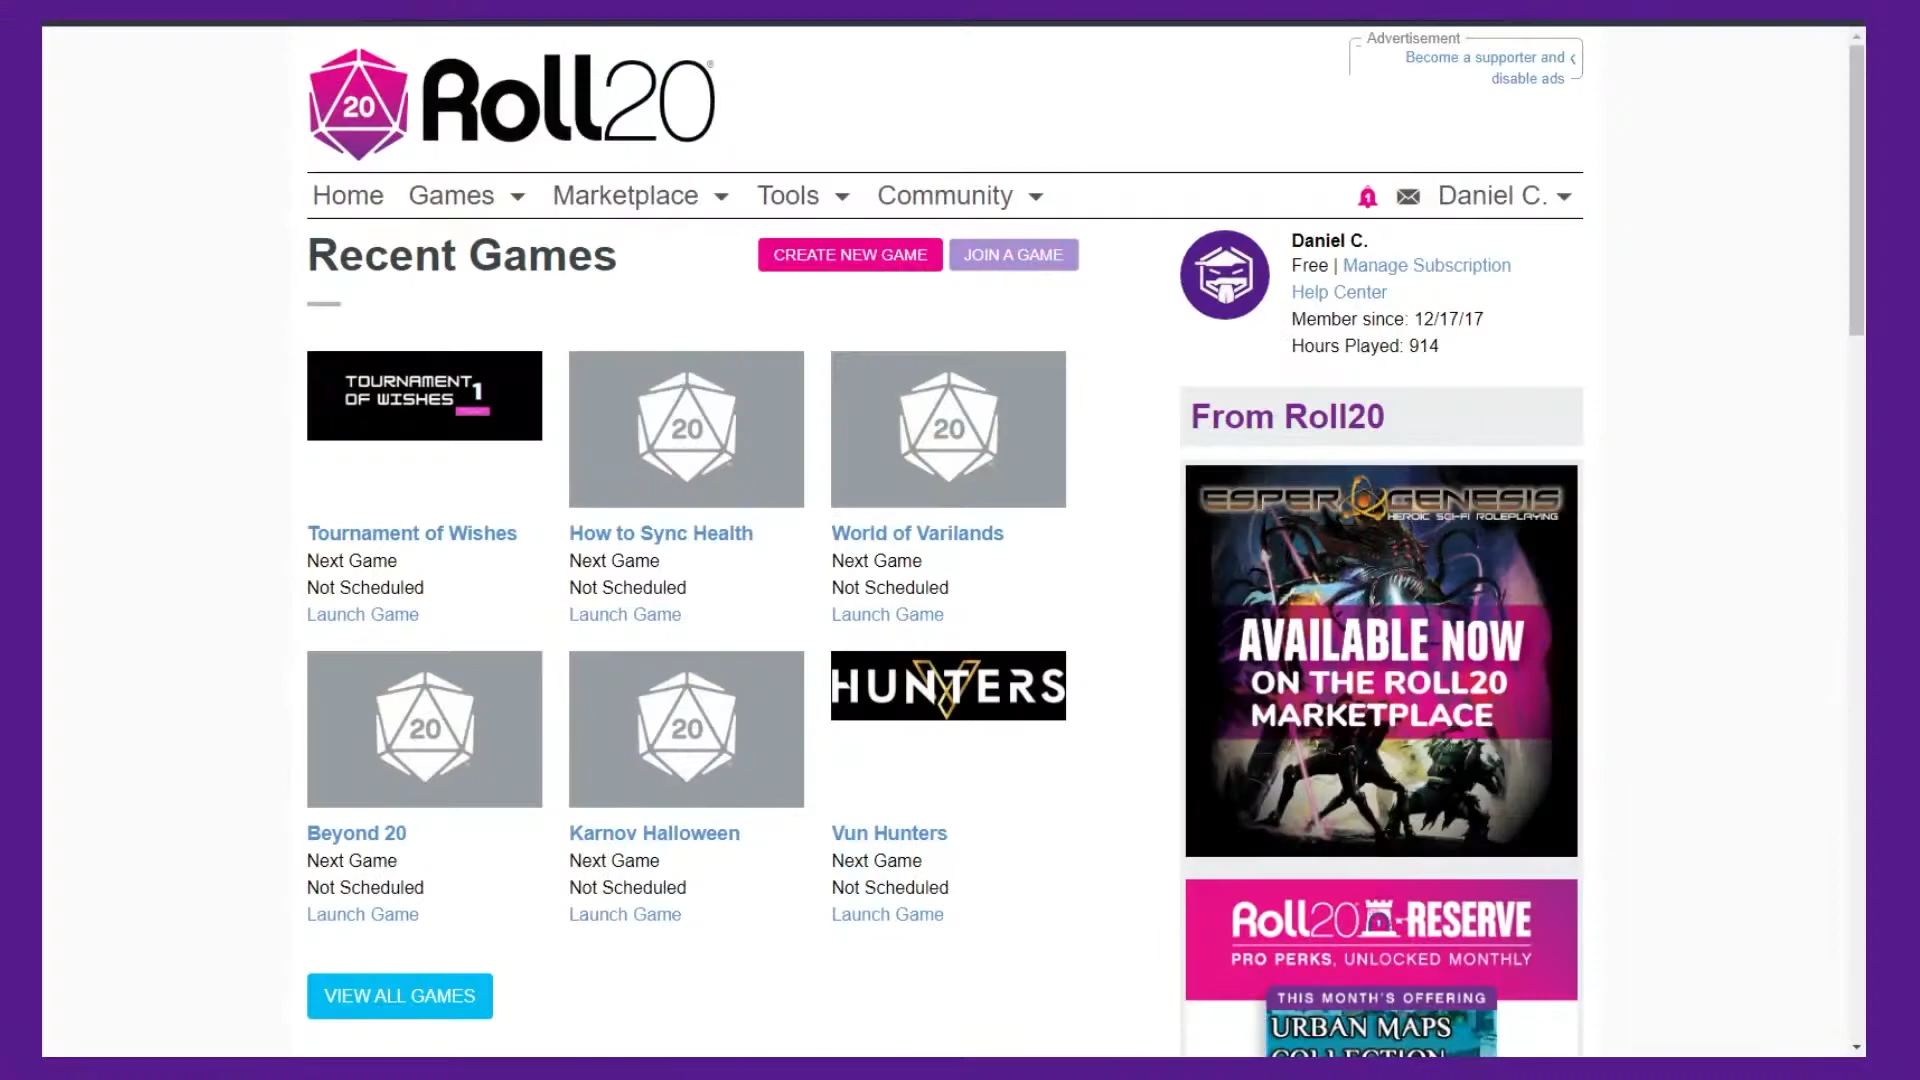 20 Roll20®
Advertisement
Become a supporter and
disable ads
Home Games Marketplace Tools Community 1 Daniel C.
Recent Games
CREATE NEW GAME JOIN A GAME
Daniel C.
Free | Manage Subscription
Help Center
Member since: 12/17/17
Hours Played: 914
TOURNAMENT 1
OF WISHES
20
20
Tournament of Wishes
Next Game
Not Scheduled
Launch Game
How to Sync Health
Next Game
Not Scheduled
Launch Game
World of Varilands
Next Game
Not Scheduled
Launch Game
20
20
HUNTERS
Beyond 20
Next Game
Not Scheduled
Launch Game
Karnov Halloween
Next Game
Not Scheduled
Launch Game
Vun Hunters
Next Game
Not Scheduled
Launch Game
VIEW ALL GAMES
From Roll20
ESPER GENESIS
HEROIC SCI-FI ROLEPLAYING
AVAILABLE NOW
ON THE ROLL20
MARKETPLACE
Roll20® RESERVE
PRO PERKS, UNLOCKED MONTHLY
THIS MONTH'S OFFERING
URBAN MAPS
COLLECTION